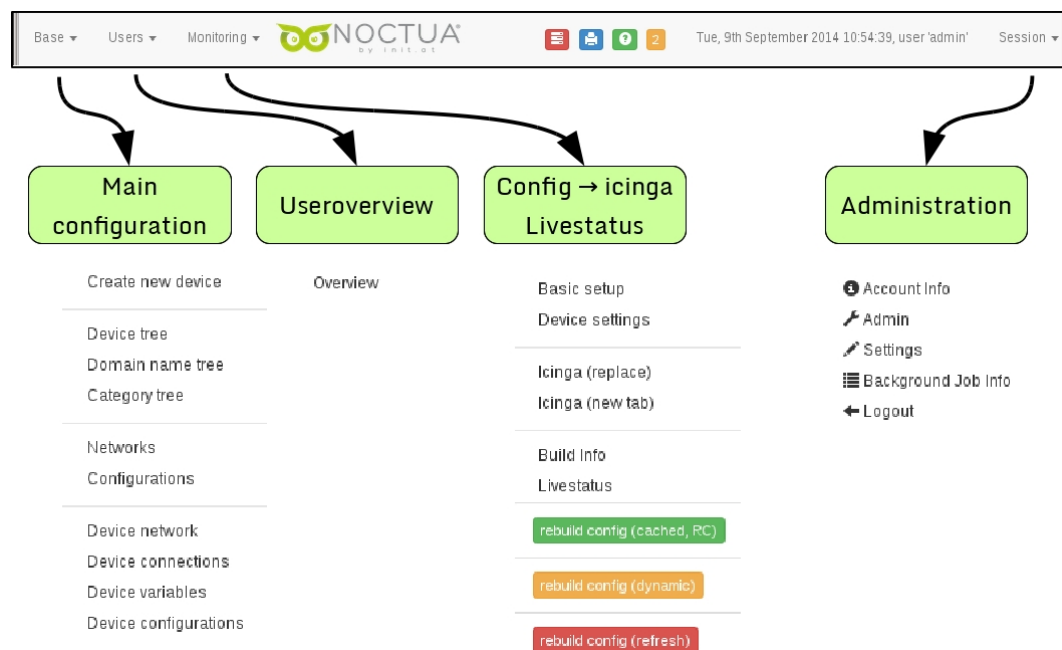 Base Users Monitoring NOCTUA 2 Tue, 9th September 2014 10:54:39, user 'admin' Session
by init.at
Main
configuration
Useroverview
Config → icinga
Livestatus
Administration
Create new device
Device tree
Domain name tree
Category tree
Networks
Configurations
Device network
Device connections
Device variables
Device configurations
Overview
Basic setup
Device settings
Icinga (replace)
Icinga (new tab)
Build Info
Livestatus
rebuild config (cached, RC)
rebuild config (dynamic)
rebuild config (refresh)
Account Info
Admin
Settings
Background Job Info
Logout